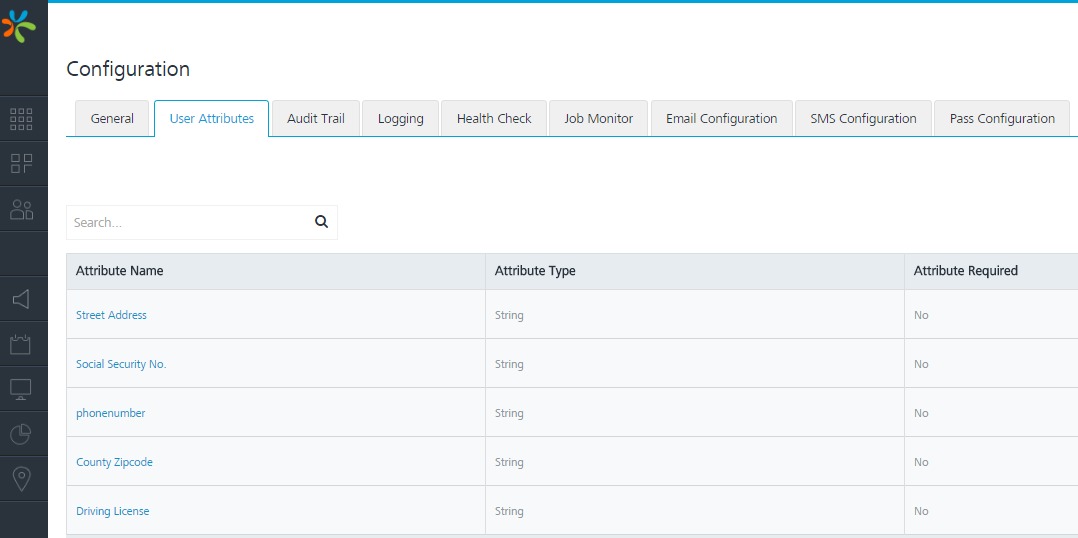 Configuration
General User Attributes Audit Trail Logging Health Check Job Monitor Email Configuration SMS Configuration Pass Configuration
Search...
Attribute Name Attribute Type Attribute Required
Street Address String No
Social Security No. String No
phonenumber String No
County Zipcode String No
Driving License String No